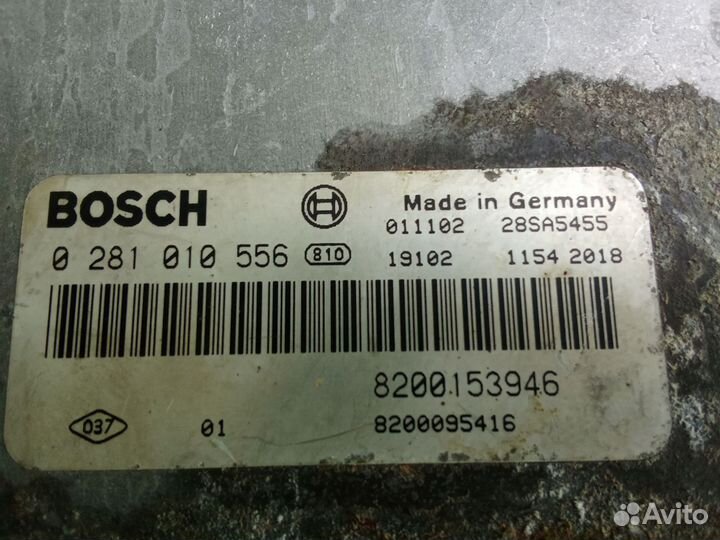 BOSCH
Made in Germany
011102 28SA5455
0 281 010 556 810
19102 1154 2018
8200153946
037 01 8200095416
Avito